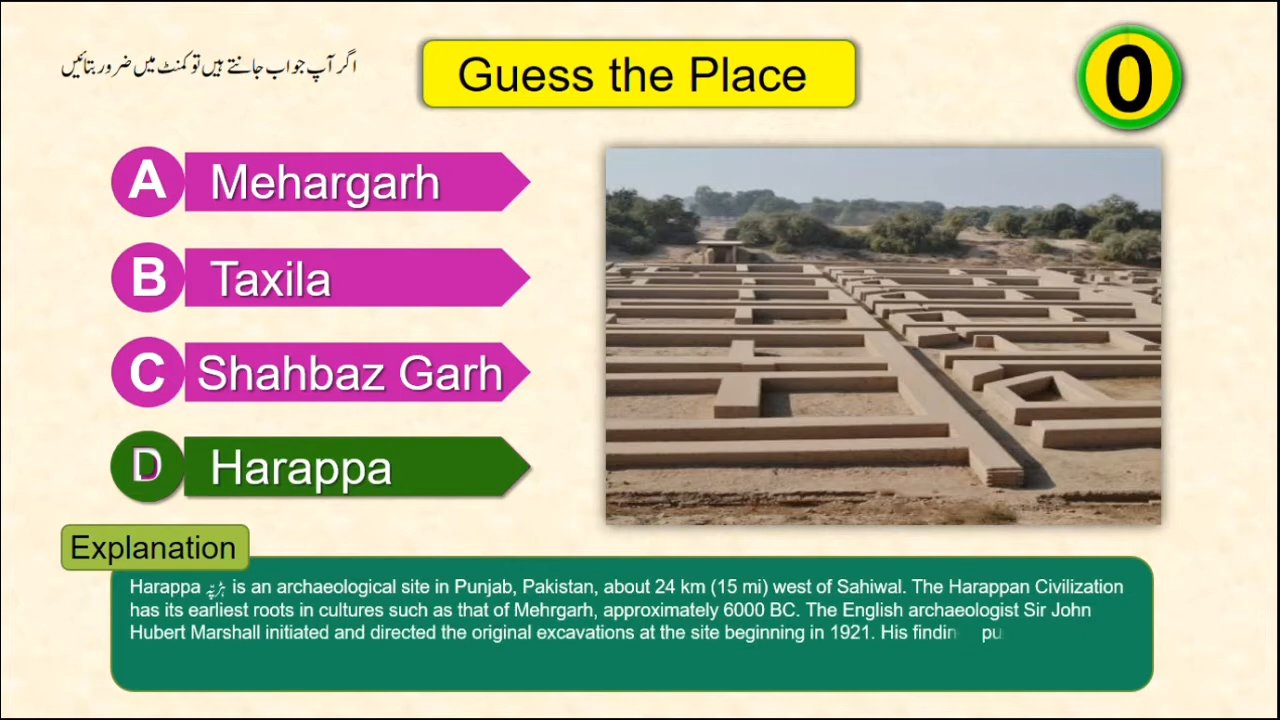 اگر آپ جواب جانتے ہیں تو کمنٹ میں ضرور بتائیں
Guess the Place
0
A Mehargarh
B Taxila
C Shahbaz Garh
D Harappa
Explanation
Harappa ہڑپّہ is an archaeological site in Punjab, Pakistan, about 24 km (15 mi) west of Sahiwal. The Harappan Civilization
has its earliest roots in cultures such as that of Mehrgarh, approximately 6000 BC. The English archaeologist Sir John
Hubert Marshall initiated and directed the original excavations at the site beginning in 1921. His findin pu